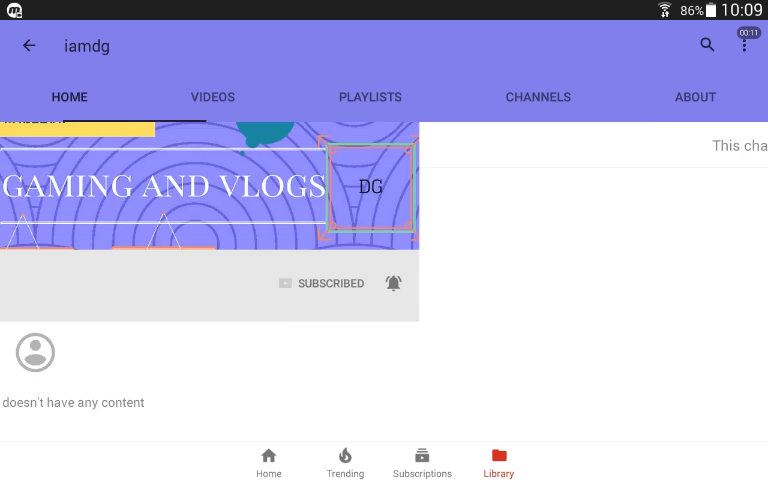 86% 10:09
iamdg
00:11
HOME VIDEOS PLAYLISTS CHANNELS ABOUT
This cha
GAMING AND VLOGS
DG
SUBSCRIBED
doesn't have any content
Home Trending Subscriptions Library